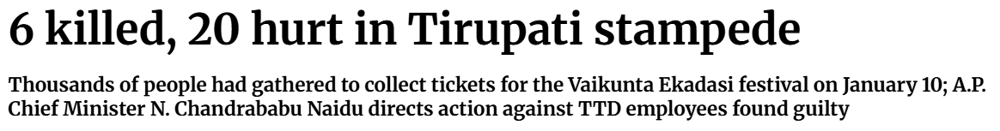 6 killed, 20 hurt in Tirupati stampede
Thousands of people had gathered to collect tickets for the Vaikunta Ekadasi festival on January 10; A.P.
Chief Minister N. Chandrababu Naidu directs action against TTD employees found guilty